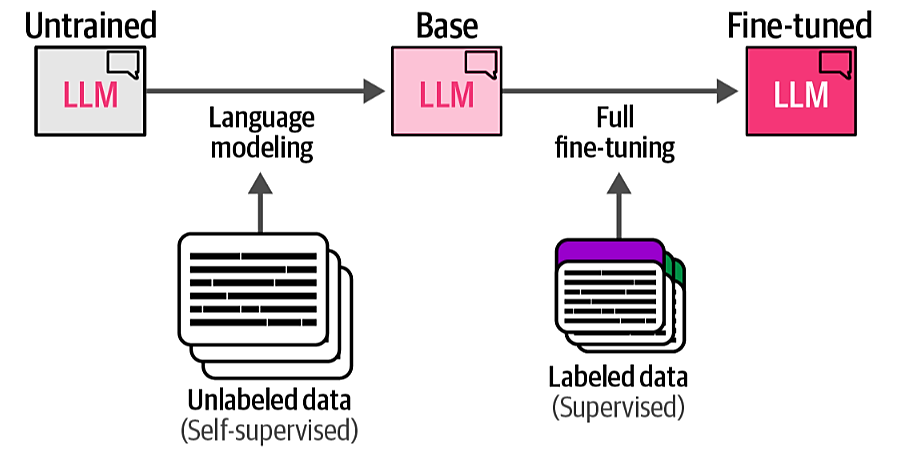 Untrained
Base
Fine-tuned
LLM
LLM
LLM
Language
modeling
Full
fine-tuning
Unlabeled data
(Self-supervised)
Labeled data
(Supervised)